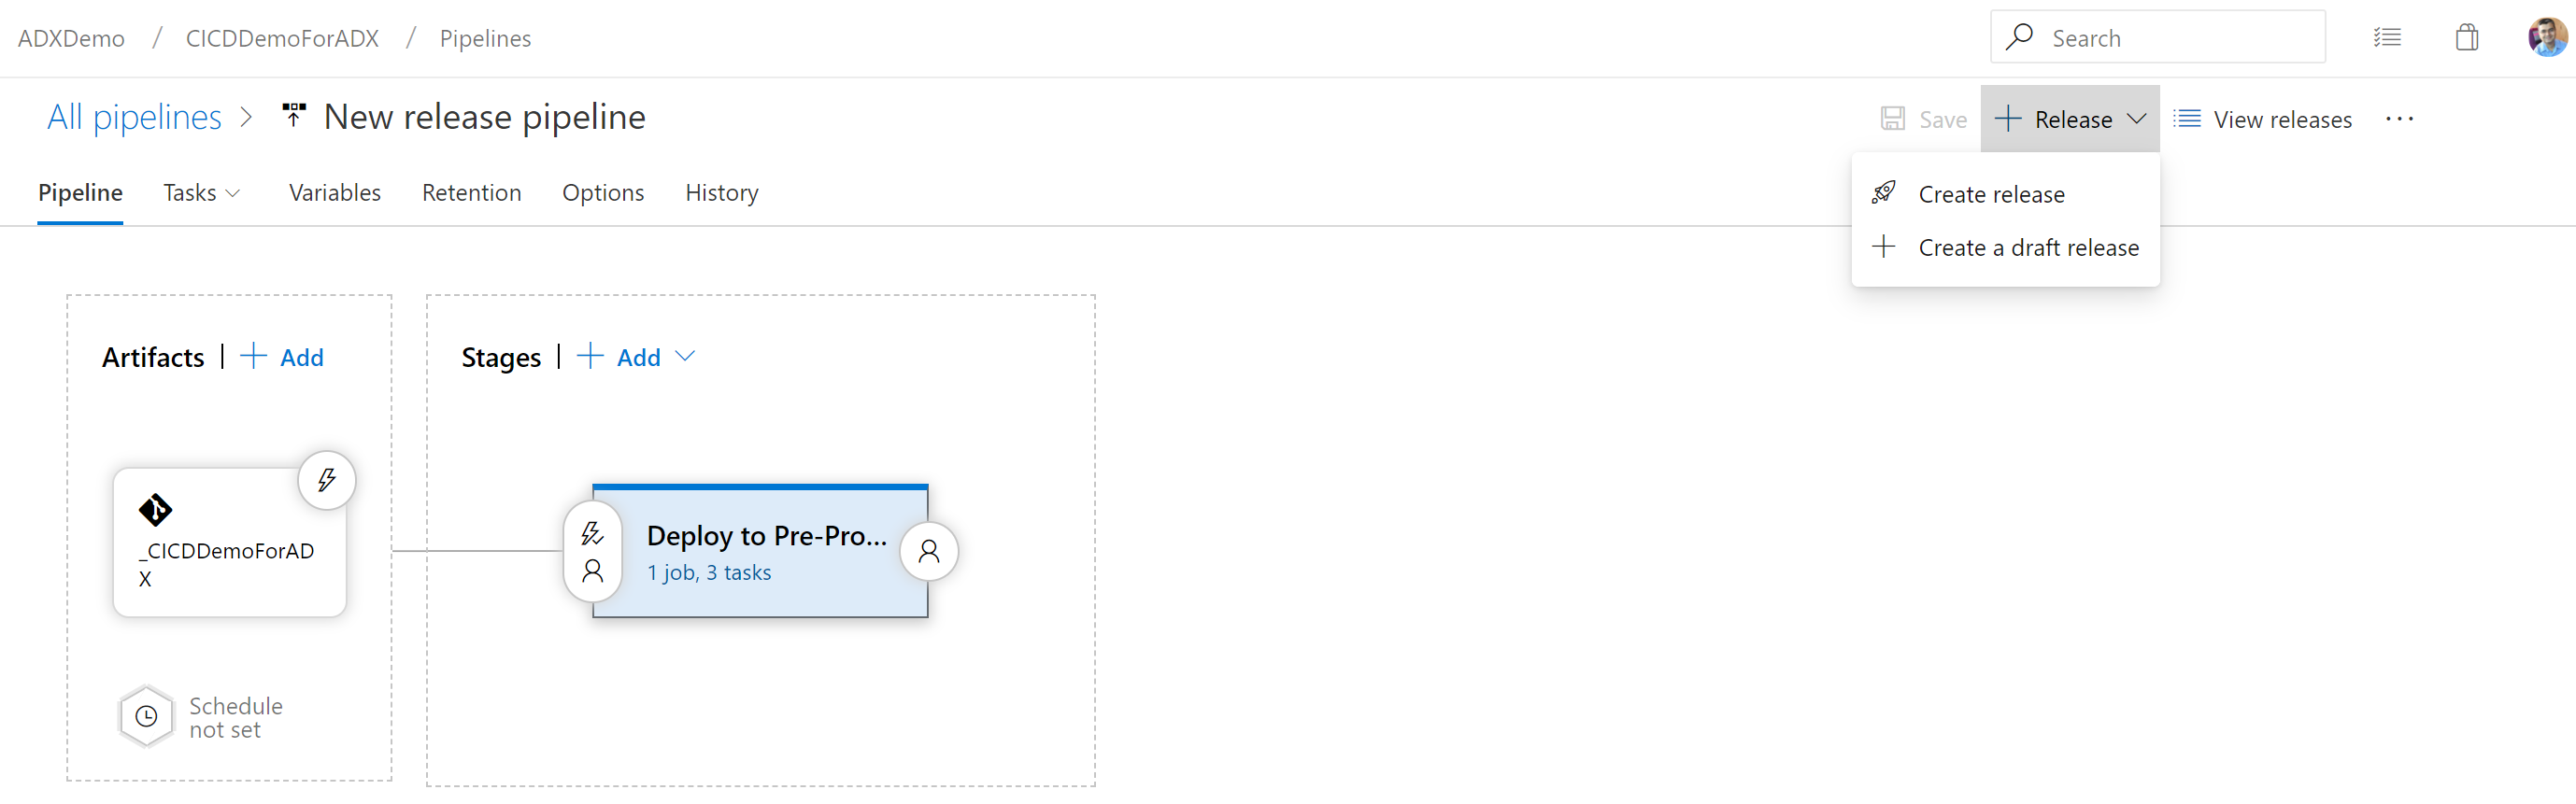 ADXDemo / CICDDemoForADX / Pipelines
Search
All pipelines > New release pipeline
Save
Release
View releases
...
Create release
Create a draft release
Pipeline
Tasks
Variables
Retention
Options
History
Artifacts | + Add
Stages | + Add
_CICDDemoForAD
X
Deploy to Pre-Pro...
1 job, 3 tasks
Schedule
not set